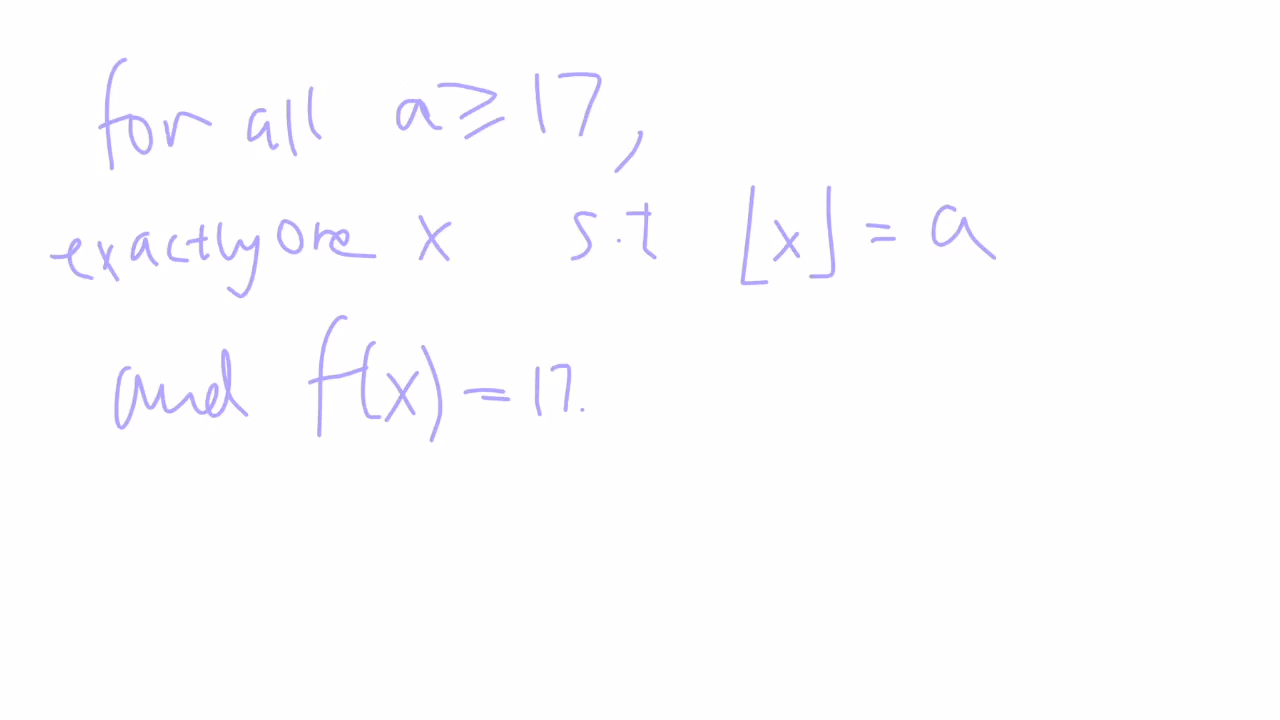 for all a ≥ 17,
exactly one x s.t ⌊x⌋ = a
and f(x) = 17.